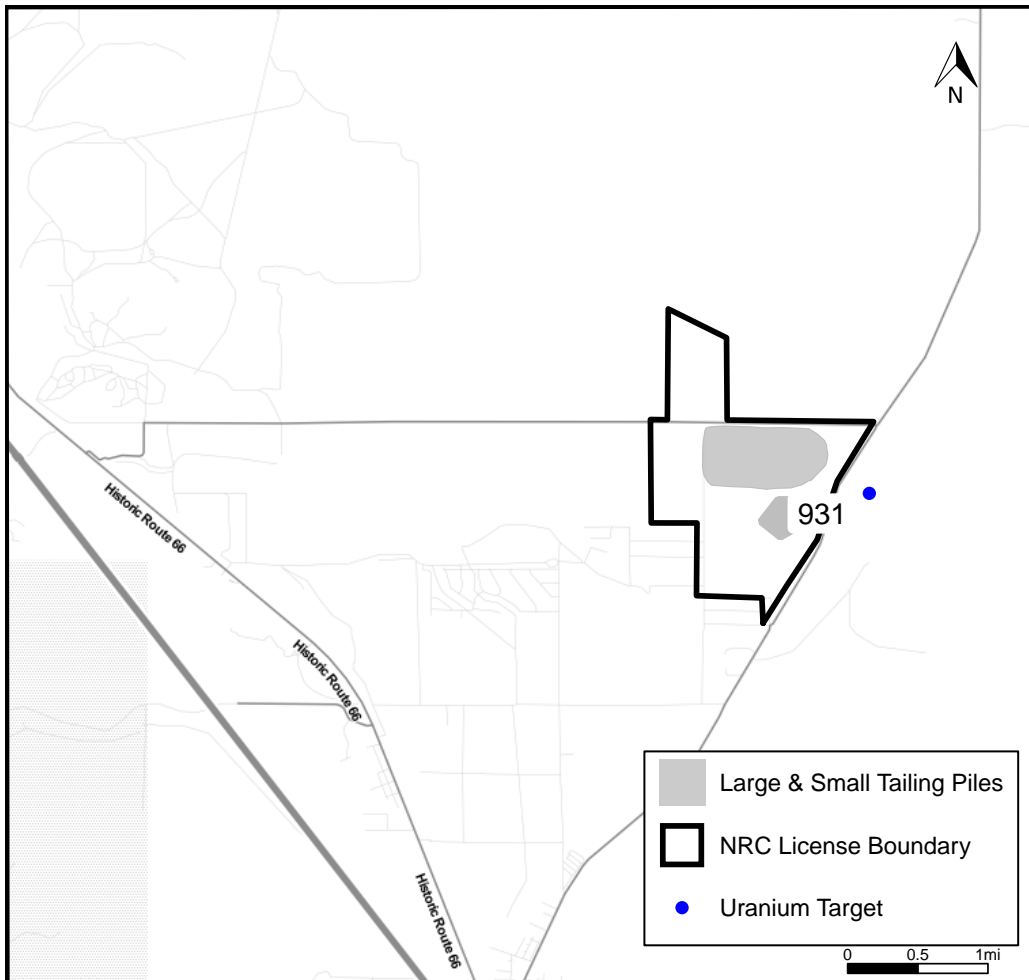 N
Historic Route 66
931
Historic Route 66
Large & Small Tailing Piles
NRC License Boundary
Historic Route 66
Uranium Target
0 0.5 1mi